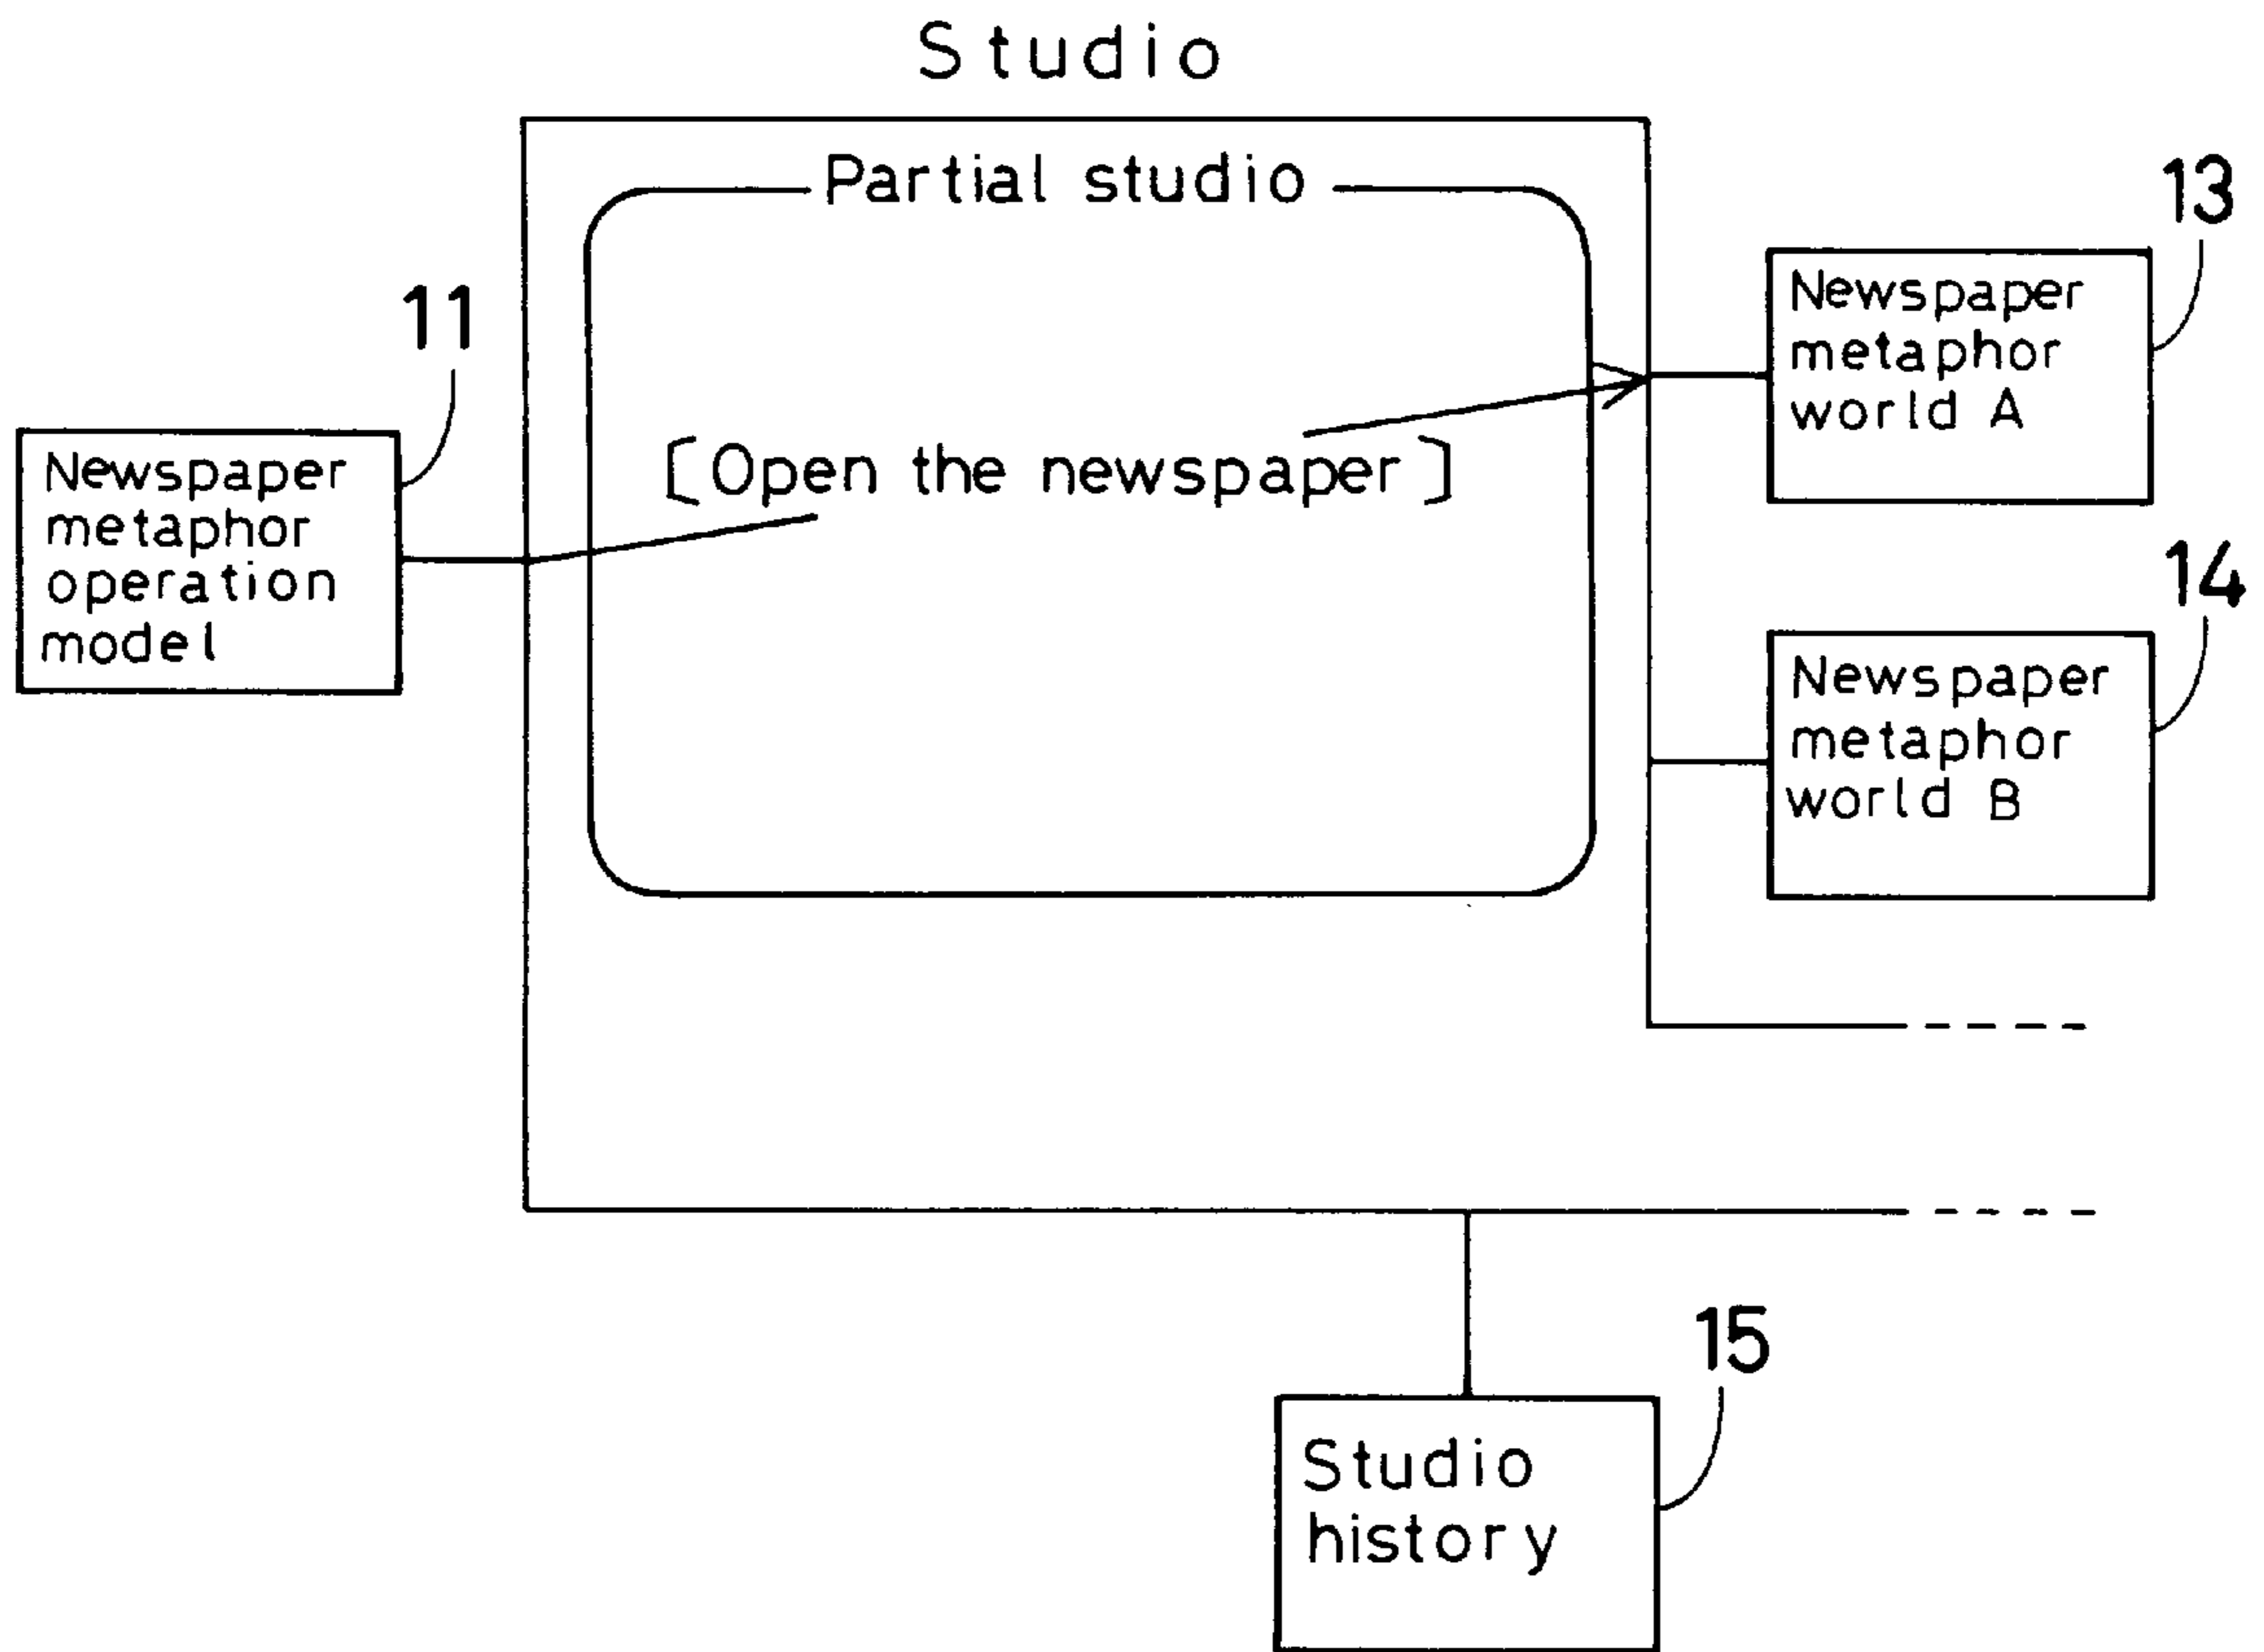 Studio
Partial studio
13
Newspaper
metaphor
world A
11
Newspaper
metaphor
operation
model
[Open the newspaper]
14
Newspaper
metaphor
world B
15
Studio
history